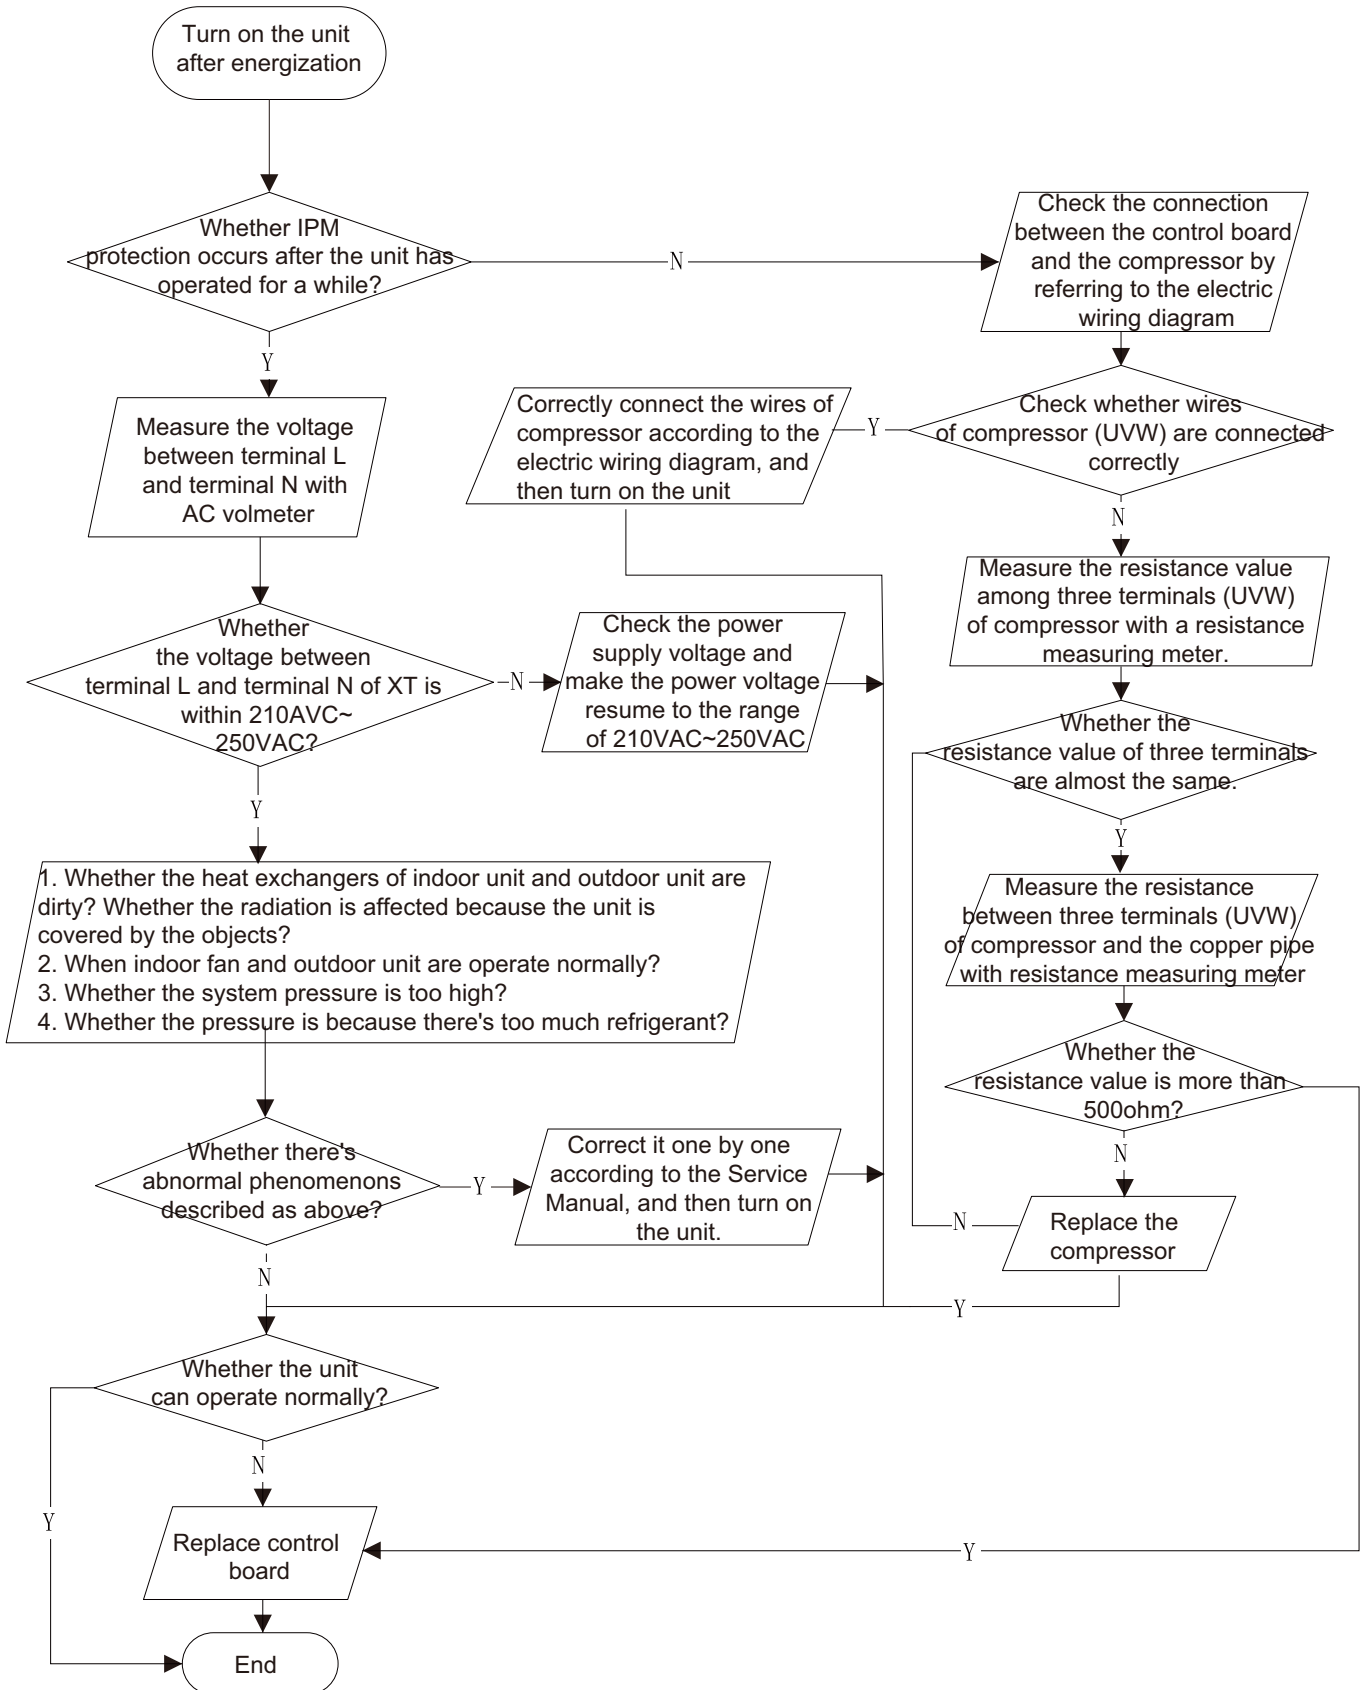 Turn on the unit
after energization
Whether IPM
protection occurs after the unit has
operated for a while?
N
Check the connection
between the control board
and the compressor by
referring to the electric
wiring diagram
Y
Measure the voltage
between terminal L
and terminal N with
AC volmeter
Correctly connect the wires of
compressor according to the
electric wiring diagram, and
then turn on the unit
Y
Check whether wires
of compressor (UVW) are connected
correctly
N
Measure the resistance value
among three terminals (UVW)
of compressor with a resistance
measuring meter.
Whether
the voltage between
terminal L and terminal N of XT is
within 210AVC~
250VAC?
N
Check the power
supply voltage and
make the power voltage
resume to the range
of 210VAC~250VAC
Whether the
resistance value of three terminals
are almost the same.
Y
Y
1. Whether the heat exchangers of indoor unit and outdoor unit are
dirty? Whether the radiation is affected because the unit is
covered by the objects?
2. When indoor fan and outdoor unit are operate normally?
3. Whether the system pressure is too high?
4. Whether the pressure is because there's too much refrigerant?
Measure the resistance
between three terminals (UVW)
of compressor and the copper pipe
with resistance measuring meter
Whether the
resistance value is more than
500ohm?
N
Whether there's
abnormal phenomenons
described as above?
Y
Correct it one by one
according to the Service
Manual, and then turn on
the unit.
N
Replace the
compressor
N
Y
Whether the unit
can operate normally?
N
Y
Replace control
board
Y
End